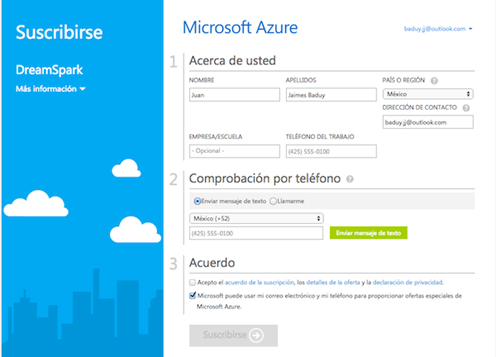 Suscribirse
DreamSpark
Más información
Microsoft Azure
baduy.jj@outlook.com
1 Acerca de usted
NOMBRE APELLIDOS PAÍS O REGIÓN ?
Juan Jaimes Baduy México
DIRECCIÓN DE CONTACTO ?
baduy.jj@outlook.com
EMPRESA/ESCUELA TELÉFONO DEL TRABAJO
- Opcional - (425) 555-0100
2 Comprobación por teléfono ?
Enviar mensaje de texto Llamarme
México (+52)
(425) 555-0100 Enviar mensaje de texto
3 Acuerdo
Acepto el acuerdo de la suscripción, los detalles de la oferta y la declaración de privacidad.
Microsoft puede usar mi correo electrónico y mi teléfono para proporcionar ofertas especiales de
Microsoft Azure.
Suscribirse